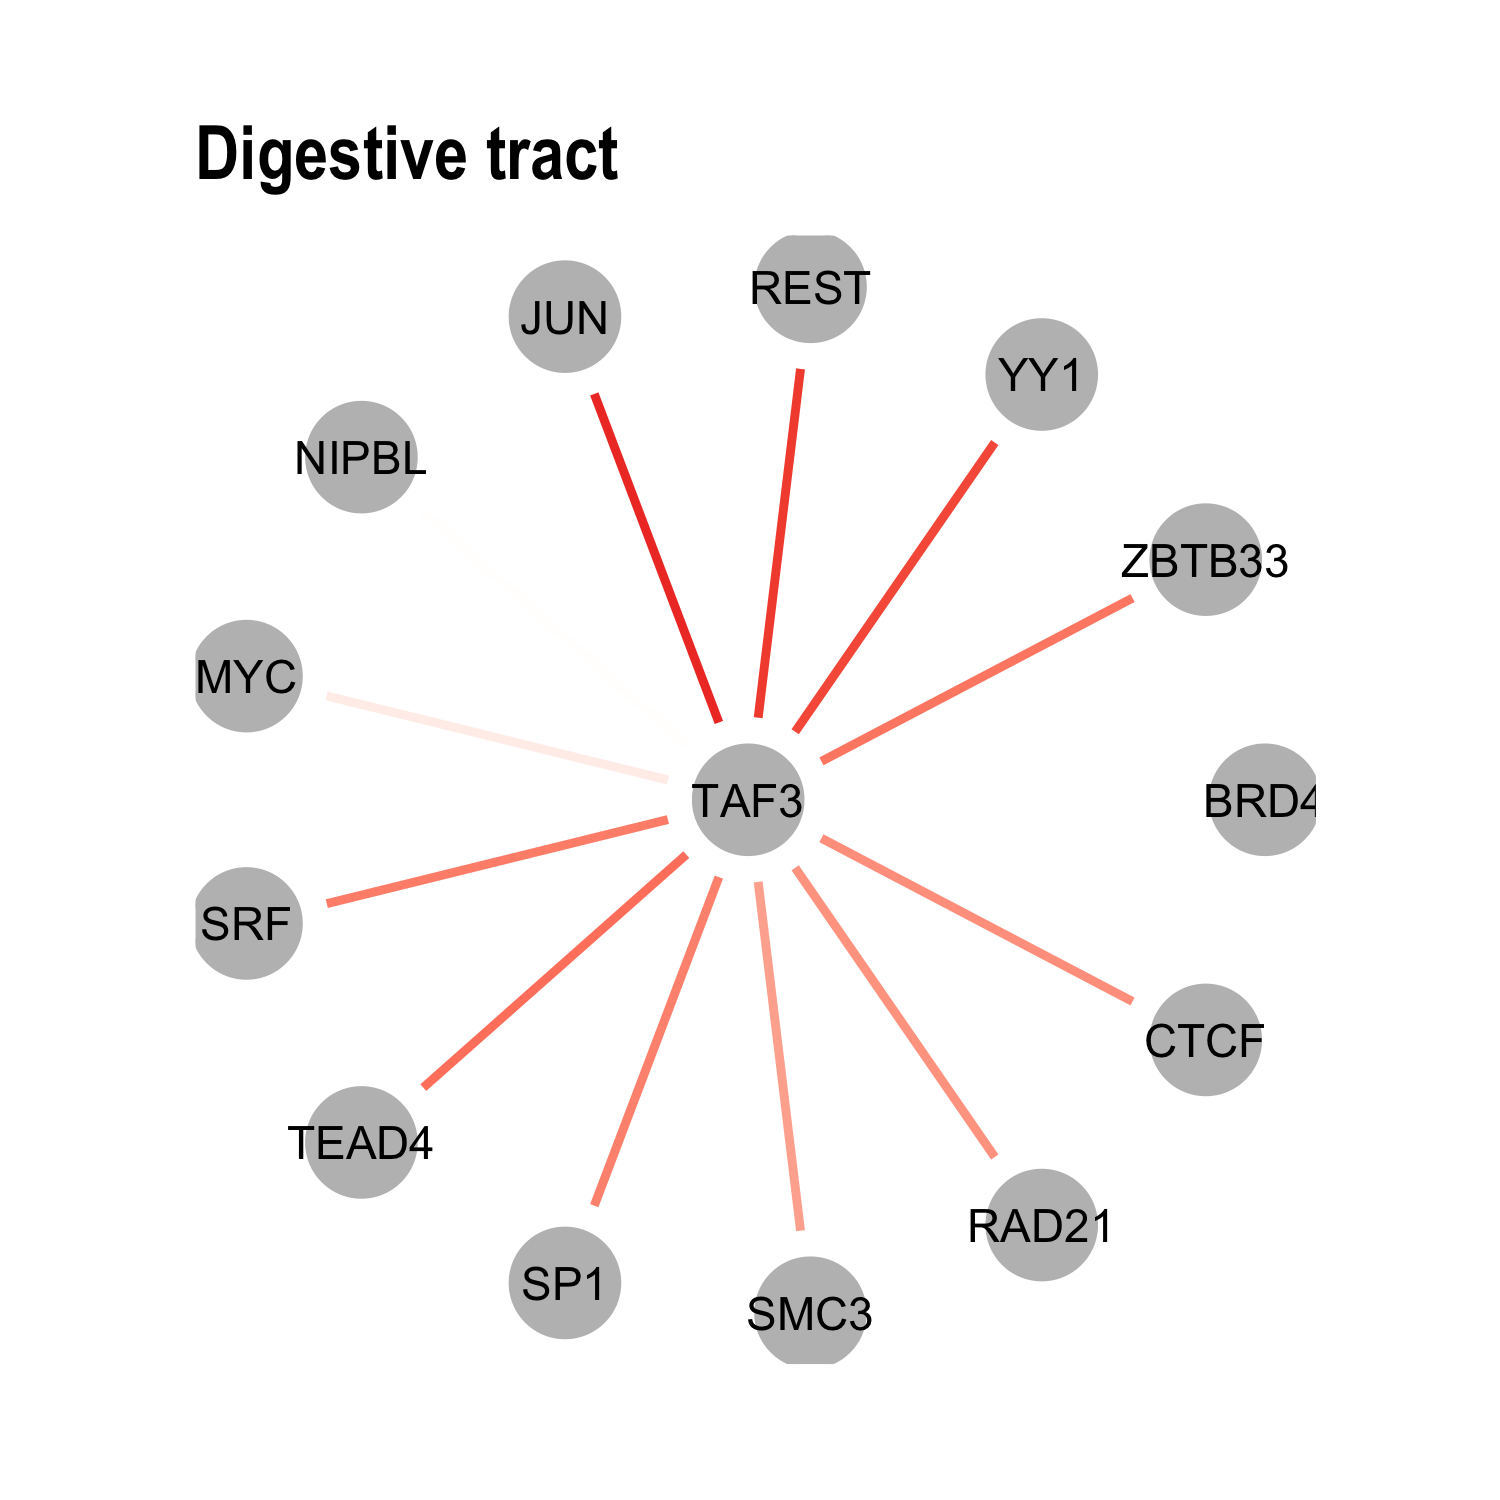 Digestive tract
REST
JUN
YY1
NIPBL
ZBTB33
MYC
TAF3
BRD4
SRF
CTCF
TEAD4
RAD21
SP1
SMC3